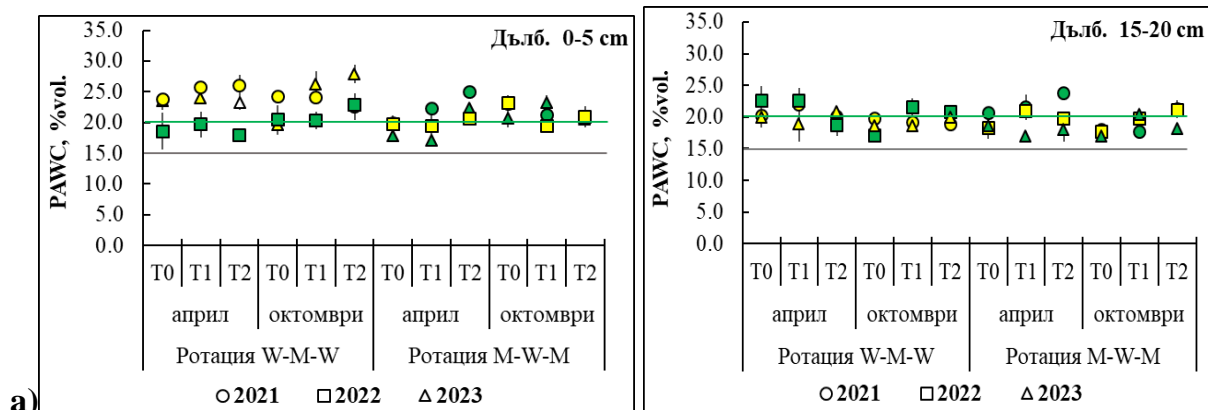 Дълб. 0-5 cm
PAWC, %vol.
35.0
30.0
25.0
20.0
15.0
10.0
5.0
0.0
T0 T1 T2 T0 T1 T2 T0 T1 T2 T0 T1 T2
април октомври април октомври
Ротация W-M-W Ротация M-W-M
2021 2022 2023
Дълб. 15-20 cm
PAWC, %vol.
35.0
30.0
25.0
20.0
15.0
10.0
5.0
0.0
T0 T1 T2 T0 T1 T2 T0 T1 T2 T0 T1 T2
април октомври април октомври
Ротация W-M-W Ротация M-W-M
2021 2022 2023
а)